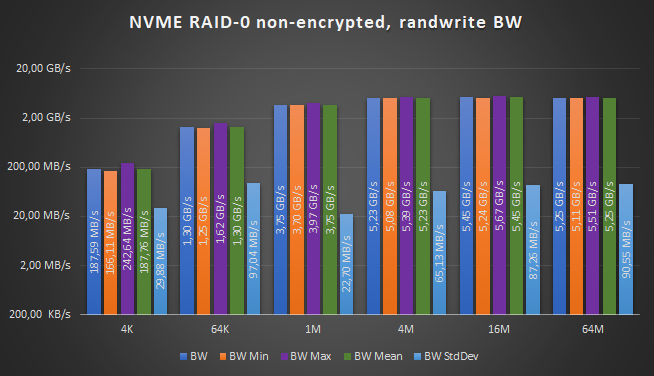 NVME RAID-0 non-encrypted, randwrite BW
20,00 GB/s
2,00 GB/s
200,00 MB/s
20,00 MB/s
2,00 MB/s
200,00 KB/s
187,59 MB/s
166,11 MB/s
242,64 MB/s
187,76 MB/s
29,88 MB/s
1,30 GB/s
1,25 GB/s
1,62 GB/s
1,30 GB/s
97,04 MB/s
3,75 GB/s
3,70 GB/s
3,97 GB/s
3,75 GB/s
22,70 MB/s
5,23 GB/s
5,08 GB/s
5,39 GB/s
5,23 GB/s
65,13 MB/s
5,45 GB/s
5,24 GB/s
5,67 GB/s
5,45 GB/s
87,26 MB/s
5,25 GB/s
5,11 GB/s
5,51 GB/s
5,25 GB/s
90,55 MB/s
4K 64K 1M 4M 16M 64M
BW BW Min BW Max BW Mean BW StdDev